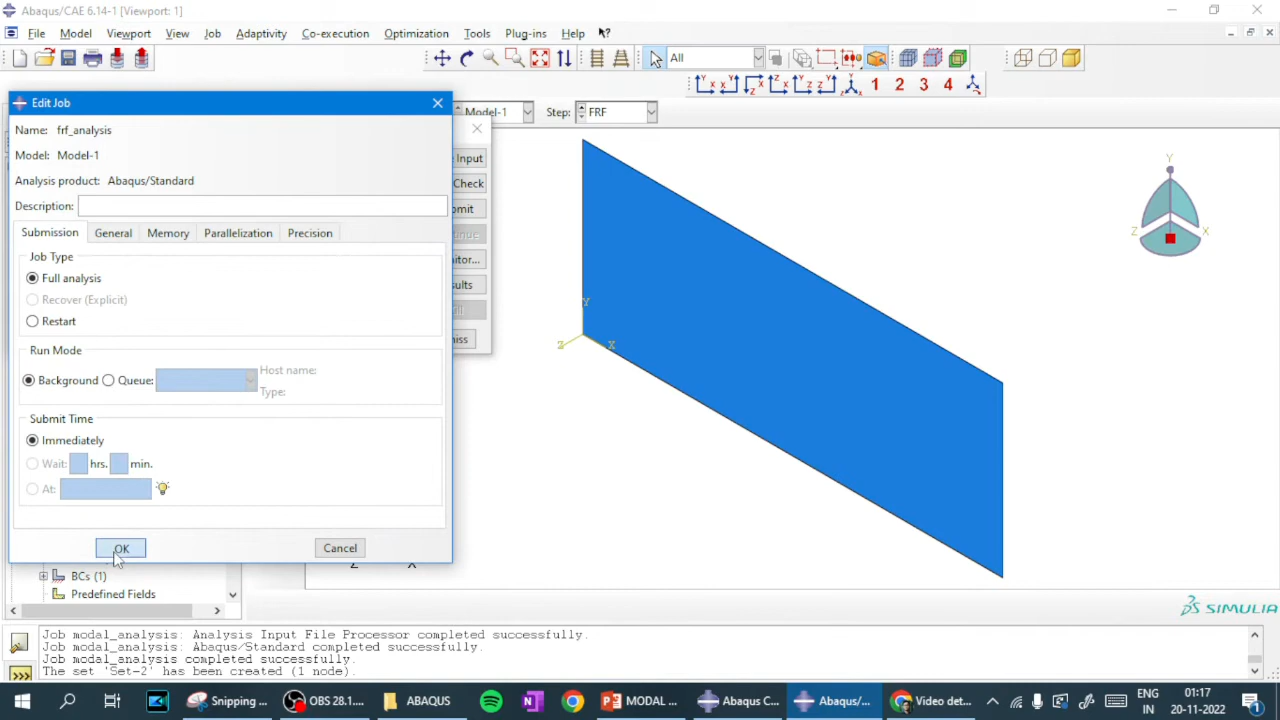 Abaqus/CAE 6.14-1 [Viewport: 1]
File Model Viewport View Job Adaptivity Co-execution Optimization Tools Plug-ins Help
All
1 2 3 4
Edit Job
Model-1 Step: FRF
Name: frf_analysis
Model: Model-1
Analysis product: Abaqus/Standard
Description:
Submission General Memory Parallelization Precision
Job Type
Full analysis
Recover (Explicit)
Restart
Run Mode
Background Queue: Host name:
Type:
Submit Time
Immediately
Wait: hrs. min.
At:
OK Cancel
Input
Check
Y
Z X
Y
Z X
Z X
BCs (1)
Predefined Fields
SIMULIA
Job modal_analysis: Analysis Input File Processor completed successfully.
Job modal_analysis: Abaqus/Standard completed successfully.
Job modal_analysis completed successfully.
The set 'Set-2' has been created (1 node).
>>>
Snipping ... OBS 28.1.... ABAQUS MODAL ... Abaqus C... Abaqus/... Video det...
ENG
IN
01:17
20-11-2022
1